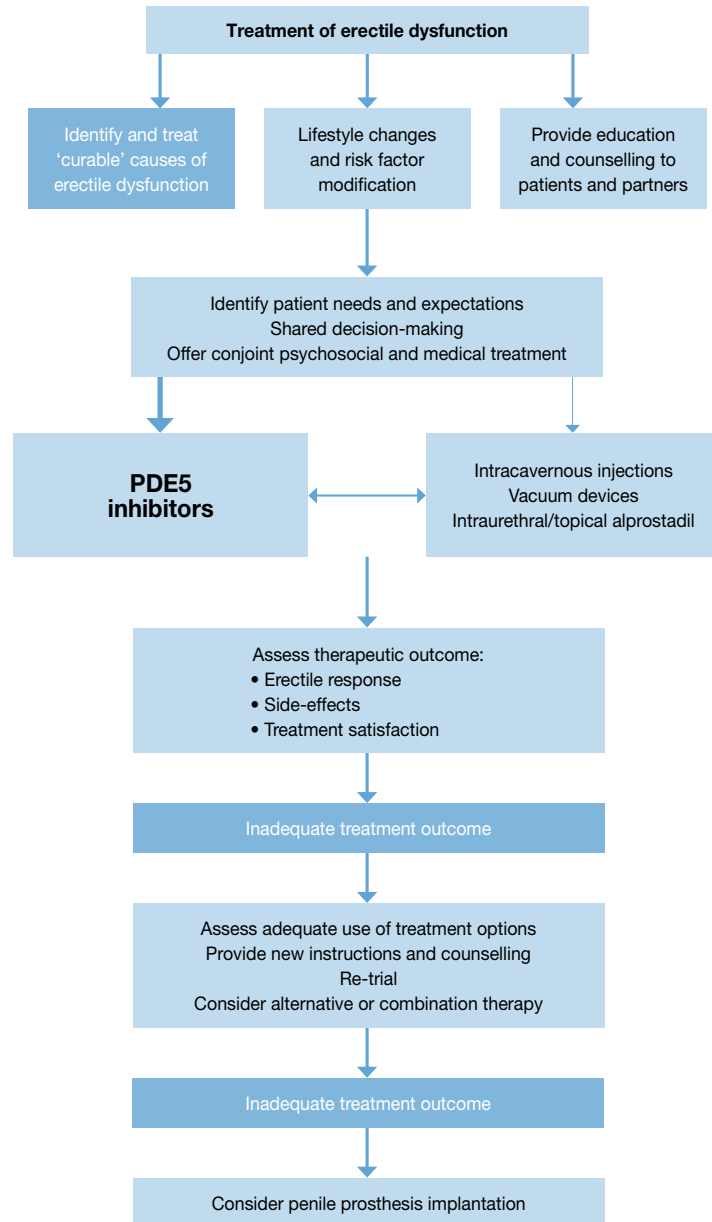 Treatment of erectile dysfunction
Identify and treat
‘curable’ causes of
erectile dysfunction
Lifestyle changes
and risk factor
modification
Provide education
and counselling to
patients and partners
Identify patient needs and expectations
Shared decision-making
Offer conjoint psychosocial and medical treatment
PDE5
inhibitors
Intracavernous injections
Vacuum devices
Intraurethral/topical alprostadil
Assess therapeutic outcome:
• Erectile response
• Side-effects
• Treatment satisfaction
Inadequate treatment outcome
Assess adequate use of treatment options
Provide new instructions and counselling
Re-trial
Consider alternative or combination therapy
Inadequate treatment outcome
Consider penile prosthesis implantation